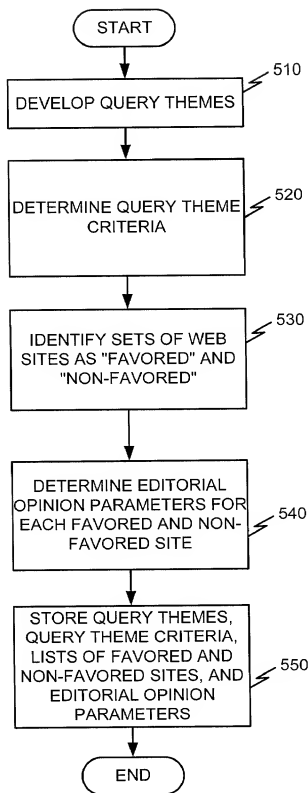 START
510
DEVELOP QUERY THEMES
520
DETERMINE QUERY THEME
CRITERIA
530
IDENTIFY SETS OF WEB
SITES AS "FAVORED" AND
"NON-FAVORED"
DETERMINE EDITORIAL
OPINION PARAMETERS FOR
EACH FAVORED AND NON-
FAVORED SITE
540
STORE QUERY THEMES,
QUERY THEME CRITERIA,
LISTS OF FAVORED AND
NON-FAVORED SITES, AND
EDITORIAL OPINION
PARAMETERS
550
END